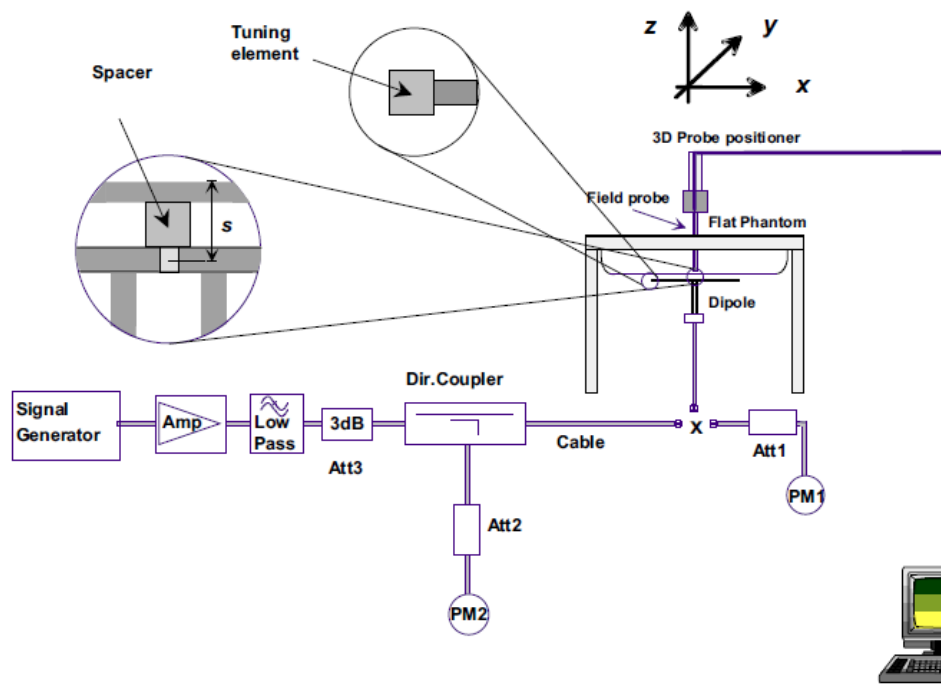 Tuning
element
Spacer
s
z
y
x
3D Probe positioner
Field probe
Flat Phantom
Dipole
Dir.Coupler
Signal
Generator
Amp
Low
Pass
3dB
Att3
Cable
x
Att1
PM1
Att2
PM2